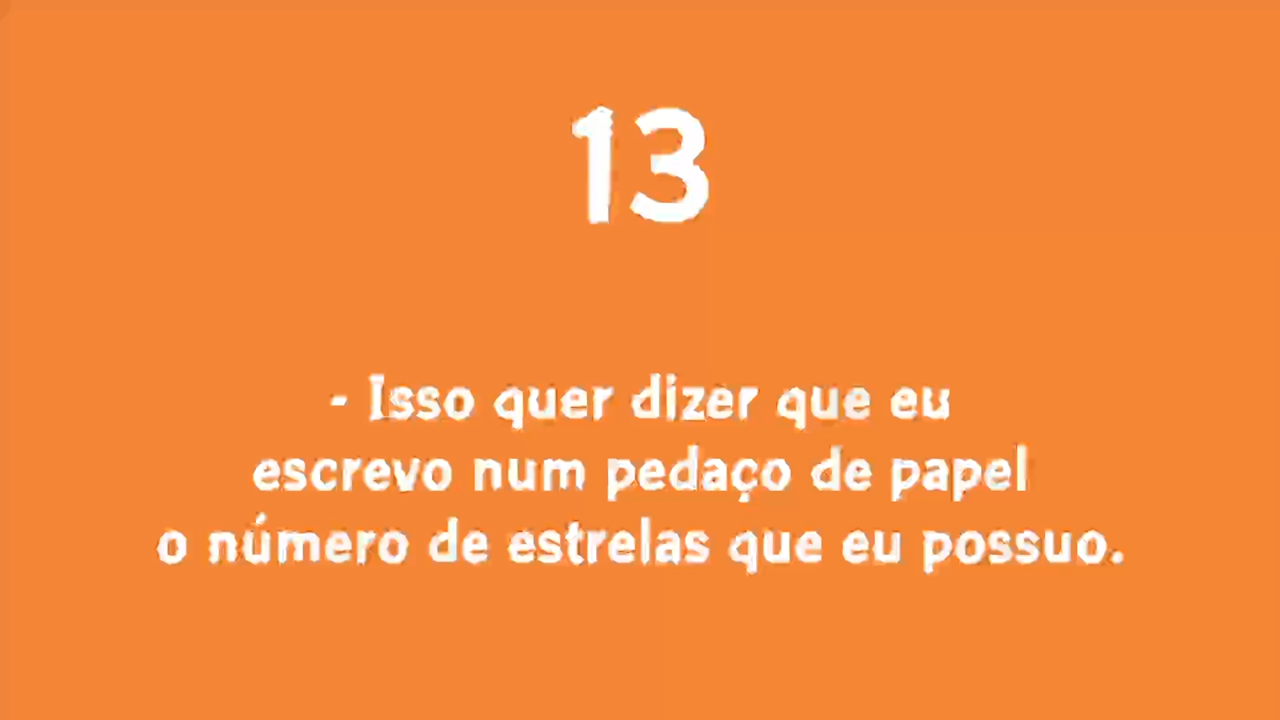 13
- Isso quer dizer que eu
escrevo num pedaço de papel
o número de estrelas que eu possuo.